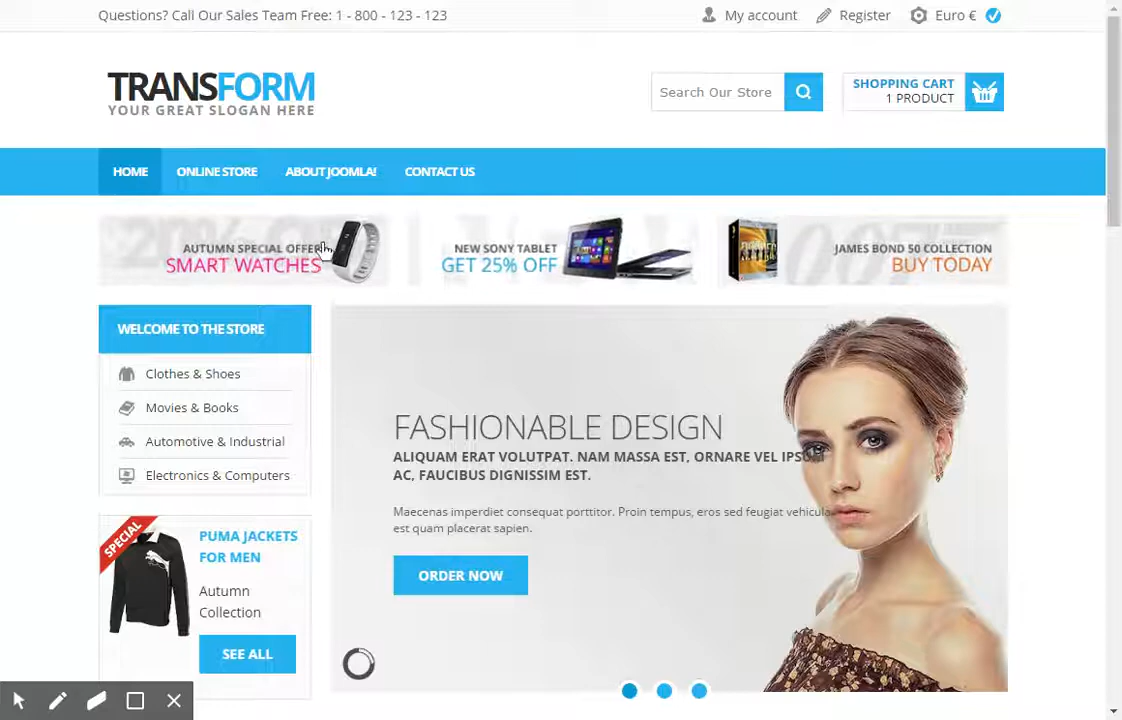 Questions? Call Our Sales Team Free: 1 - 800 - 123 - 123
My account
Register
Euro €
TRANSFORM
YOUR GREAT SLOGAN HERE
Search Our Store
SHOPPING CART
1 PRODUCT
HOME
ONLINE STORE
ABOUT JOOMLA!
CONTACT US
20% OFF
AUTUMN SPECIAL OFFER
SMART WATCHES
NEW SONY TABLET
GET 25% OFF
007
JAMES BOND 50 COLLECTION
BUY TODAY
WELCOME TO THE STORE
Clothes & Shoes
Movies & Books
Automotive & Industrial
Electronics & Computers
FASHIONABLE DESIGN
ALIQUAM ERAT VOLUTPAT. NAM MASSA EST, ORNARE VEL IPSUM
AC, FAUCIBUS DIGNISSIM EST.
Maecenas imperdiet consequat porttitor. Proin tempus, eros sed feugiat vehicula,
est quam placerat sapien.
ORDER NOW
SPECIAL
PUMA JACKETS
FOR MEN
Autumn
Collection
SEE ALL